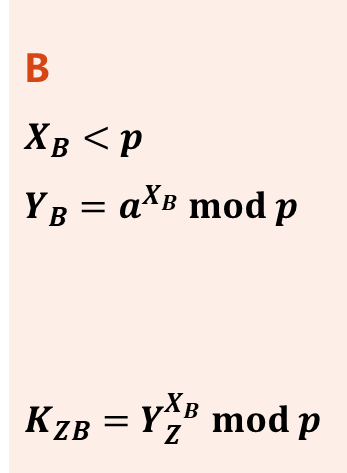 B
X_B < p
Y_B = a^{X_B} mod p
K_{ZB} = Y_Z^{X_B} mod p